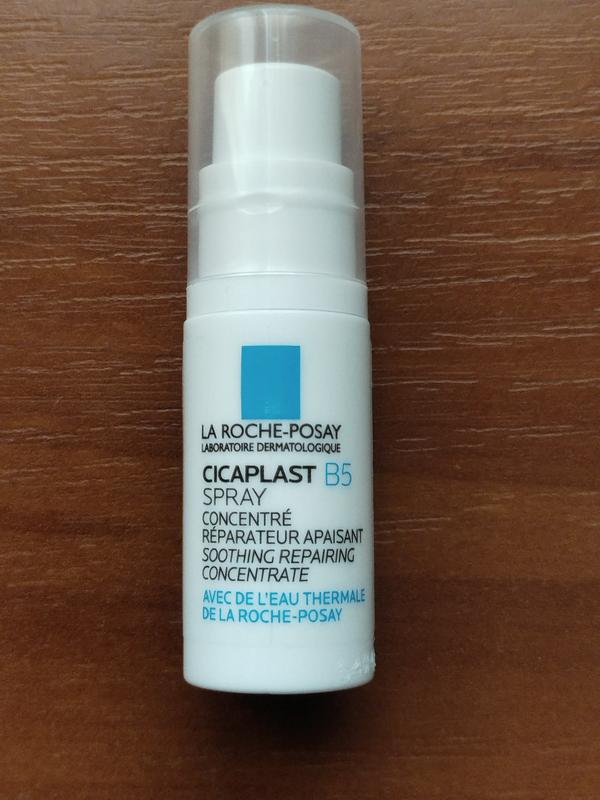 LA ROCHE-POSAY
LABORATOIRE DERMATOLOGIQUE
CICAPLAST B5
SPRAY
CONCENTRÉ
RÉPARATEUR APAISANT
SOOTHING REPAIRING
CONCENTRATE
AVEC DE L'EAU THERMALE
DE LA ROCHE-POSAY